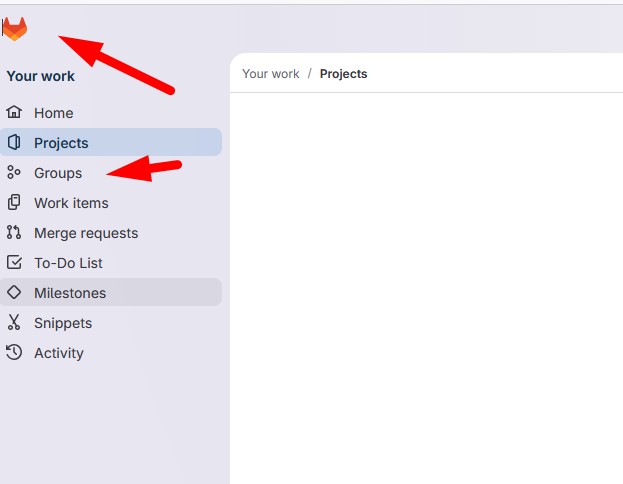 Your work
Your work / Projects
Home
Projects
Groups
Work items
Merge requests
To-Do List
Milestones
Snippets
Activity